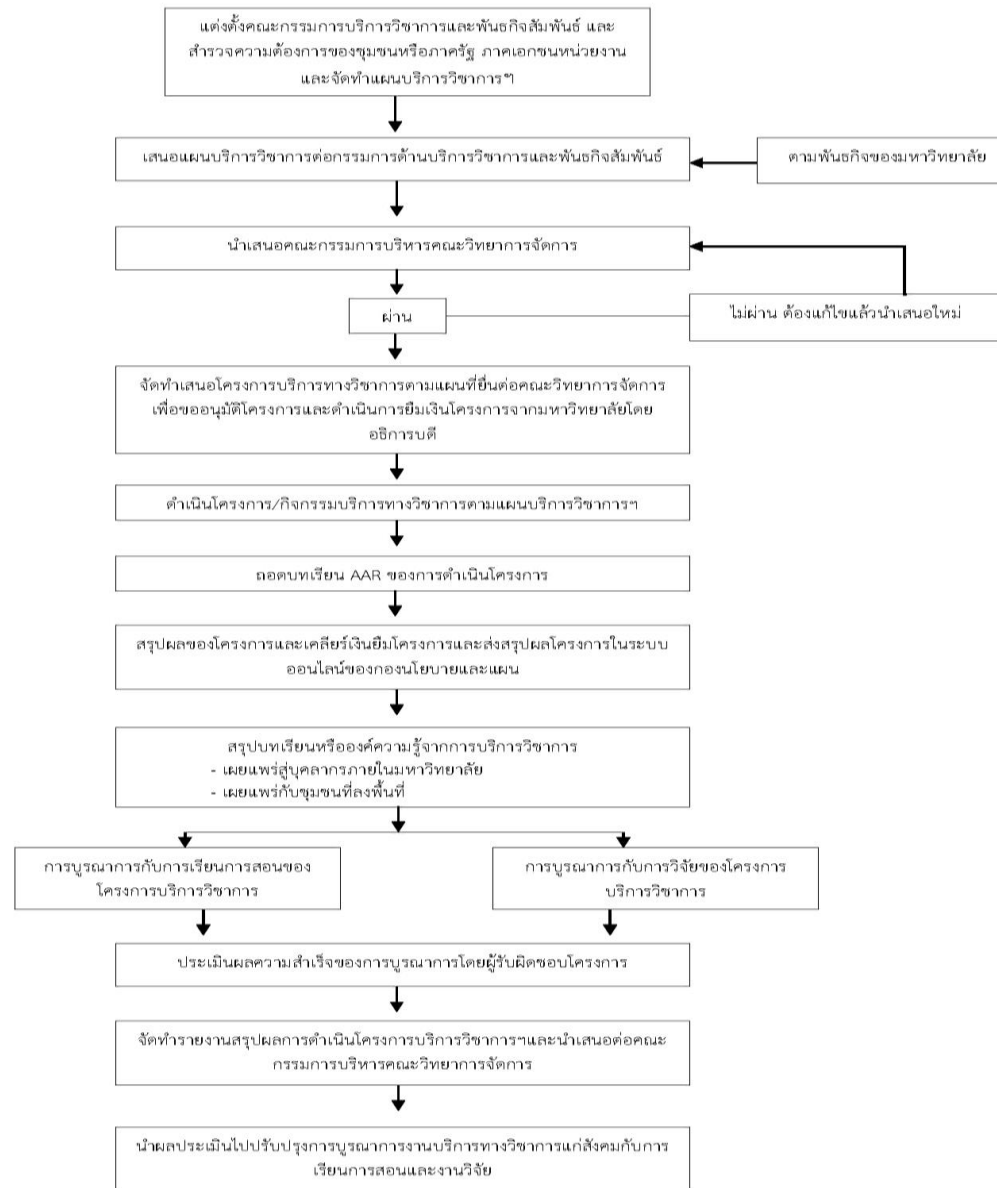 แต่งตั้งคณะกรรมการบริการวิชาการและพันธกิจสัมพันธ์ และ
สำรวจความต้องการของชุมชนหรือภาครัฐ ภาคเอกชนหน่วยงาน
และจัดทำแผนบริการวิชาการฯ
เสนอแผนบริการวิชาการต่อกรรมการด้านบริการวิชาการและพันธกิจสัมพันธ์
ตามพันธกิจของมหาวิทยาลัย
นำเสนอคณะกรรมการบริหารคณะวิทยาการจัดการ
ผ่าน
ไม่ผ่าน ต้องแก้ไขแล้วนำเสนอใหม่
จัดทำเสนอโครงการบริการทางวิชาการตามแผนที่ยื่นต่อคณะวิทยาการจัดการ
เพื่อขออนุมัติโครงการและดำเนินการยืมเงินโครงการจากมหาวิทยาลัยโดย
อธิการบดี
ดำเนินโครงการ/กิจกรรมบริการทางวิชาการตามแผนบริการวิชาการฯ
ถอดบทเรียน AAR ของการดำเนินโครงการ
สรุปผลของโครงการและเคลียร์เงินยืมโครงการและส่งสรุปผลโครงการในระบบ
ออนไลน์ของกองนโยบายและแผน
สรุปบทเรียนหรือองค์ความรู้จากการบริการวิชาการ
- เผยแพร่สู่บุคลากรภายในมหาวิทยาลัย
- เผยแพร่กับชุมชนที่ลงพื้นที่
การบูรณาการกับการเรียนการสอนของ
โครงการบริการวิชาการ
การบูรณาการกับการวิจัยของโครงการ
บริการวิชาการ
ประเมินผลความสำเร็จของการบูรณาการโดยผู้รับผิดชอบโครงการ
จัดทำรายงานสรุปผลการดำเนินโครงการบริการวิชาการฯและนำเสนอต่อคณะ
กรรมการบริหารคณะวิทยาการจัดการ
นำผลประเมินไปปรับปรุงการบูรณาการงานบริการทางวิชาการแก่สังคมกับการ
เรียนการสอนและงานวิจัย